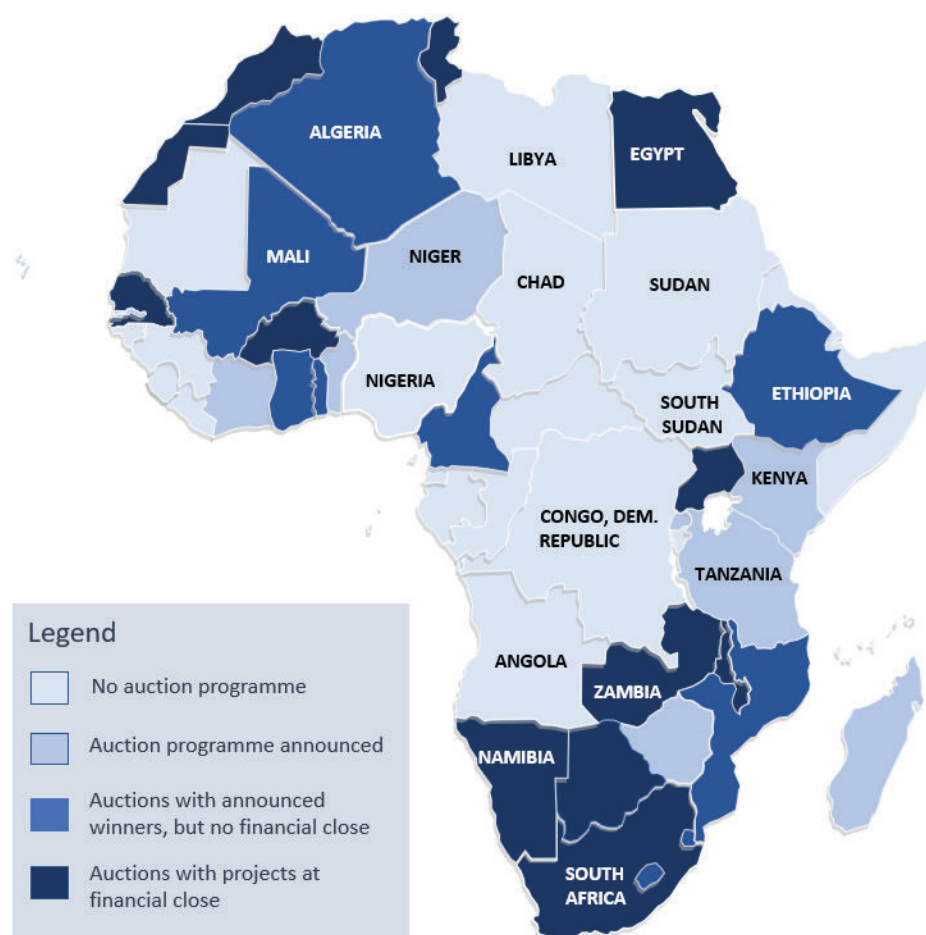 ALGERIA
LIBYA
EGYPT
MALI
NIGER
CHAD
SUDAN
NIGERIA
SOUTH
SUDAN
ETHIOPIA
KENYA
CONGO, DEM.
REPUBLIC
TANZANIA
ANGOLA
ZAMBIA
NAMIBIA
SOUTH
AFRICA
Legend
No auction programme
Auction programme announced
Auctions with announced
winners, but no financial close
Auctions with projects at
financial close